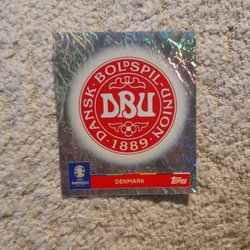 DANSK · BOLDSPIL · UNION
DBU
· 1889 ·
DENMARK
Topps